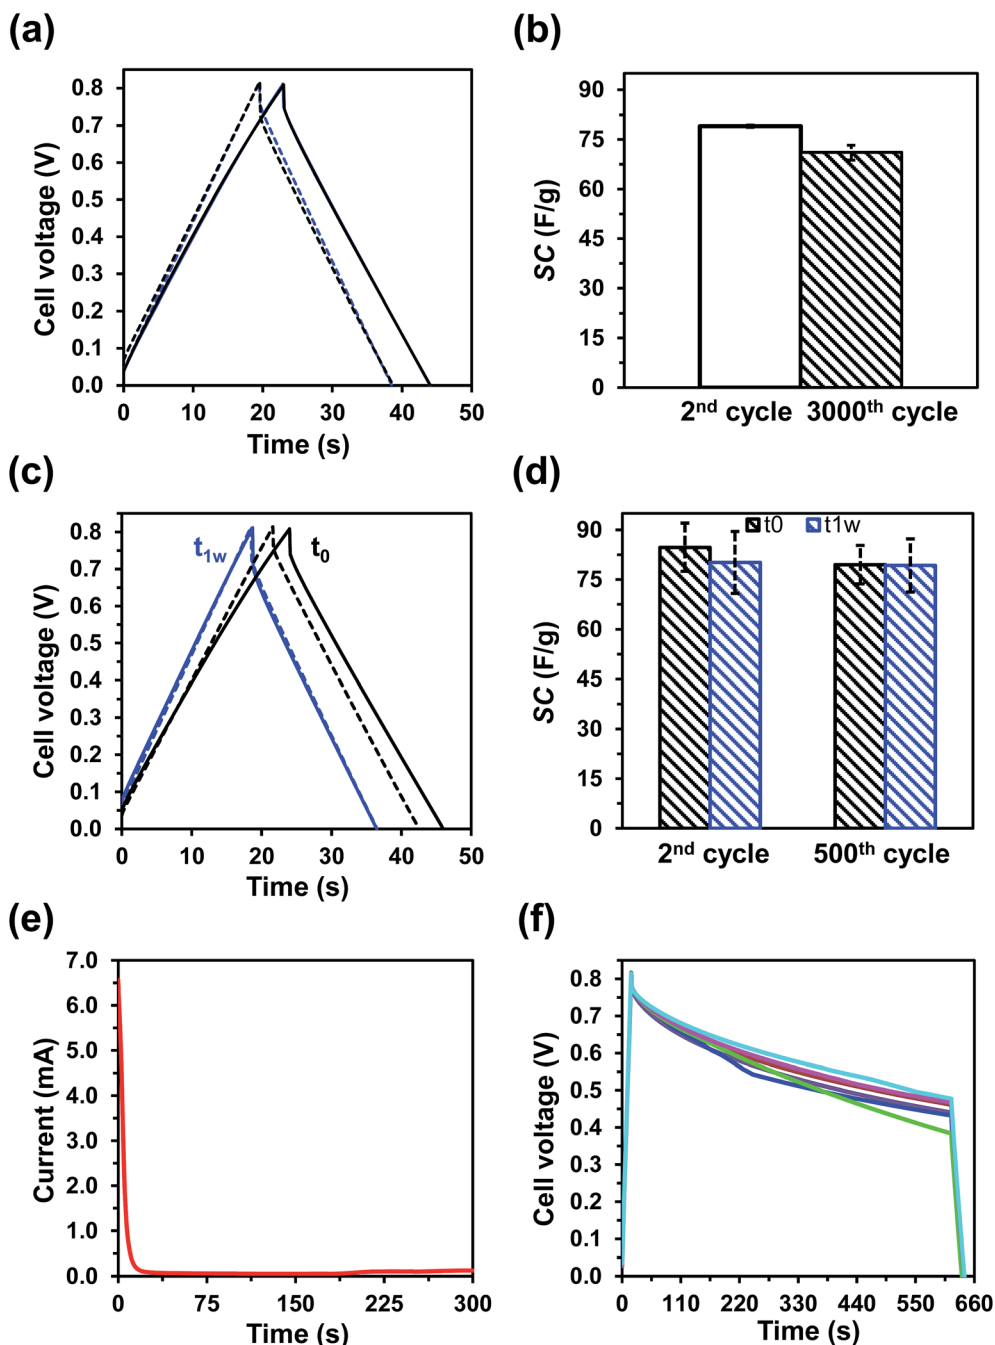 (a)
0.8
0.7
0.6
0.5
0.4
0.3
0.2
0.1
0.0
Cell voltage (V)
0 10 20 30 40 50
Time (s)
(b)
90
75
60
45
30
15
0
SC (F/g)
2nd cycle 3000th cycle
(c)
0.8
0.7
0.6
0.5
0.4
0.3
0.2
0.1
0.0
Cell voltage (V)
t1w
t0
0 10 20 30 40 50
Time (s)
(d)
90
75
60
45
30
15
0
SC (F/g)
t0 t1w
2nd cycle 500th cycle
(e)
7.0
6.0
5.0
4.0
3.0
2.0
1.0
0.0
Current (mA)
0 75 150 225 300
Time (s)
(f)
0.8
0.7
0.6
0.5
0.4
0.3
0.2
0.1
0.0
Cell voltage (V)
0 110 220 330 440 550 660
Time (s)